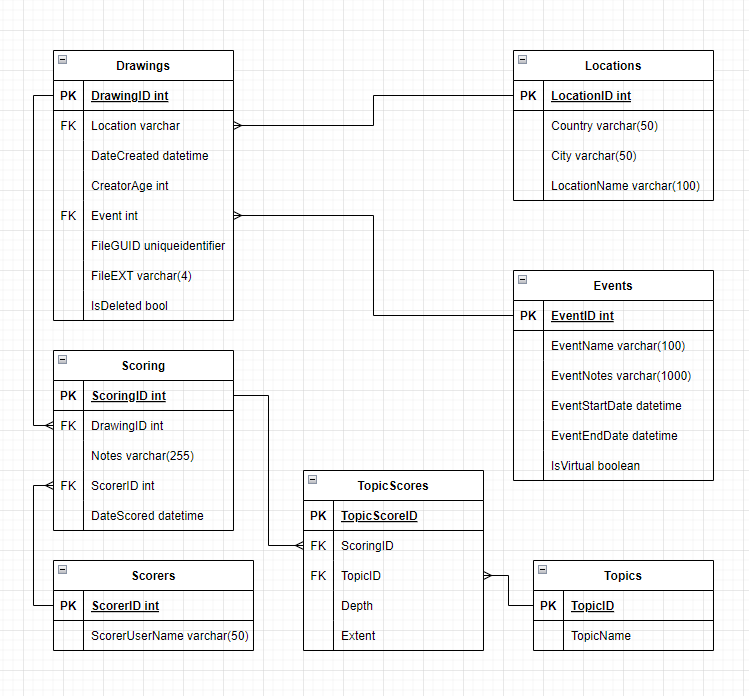 Drawings
PK DrawingID int
FK Location varchar
DateCreated datetime
CreatorAge int
FK Event int
FileGUID uniqueidentifier
FileEXT varchar(4)
IsDeleted bool
Locations
PK LocationID int
Country varchar(50)
City varchar(50)
LocationName varchar(100)
Events
PK EventID int
EventName varchar(100)
EventNotes varchar(1000)
EventStartDate datetime
EventEndDate datetime
IsVirtual boolean
Scoring
PK ScoringID int
FK DrawingID int
Notes varchar(255)
FK ScorerID int
DateScored datetime
TopicScores
PK TopicScoreID
FK ScoringID
FK TopicID
Depth
Extent
Scorers
PK ScorerID int
ScorerUserName varchar(50)
Topics
PK TopicID
TopicName